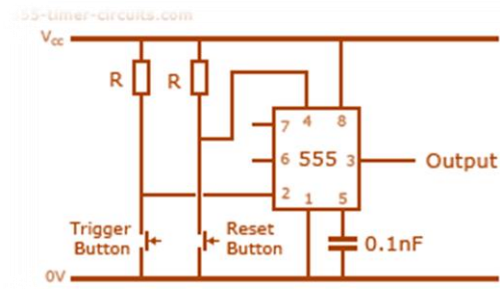 555-timer-circuits.com
Vcc
R
R
7
4
8
6
555
3
Output
2
1
5
Trigger
Button
Reset
Button
0.1nF
0V